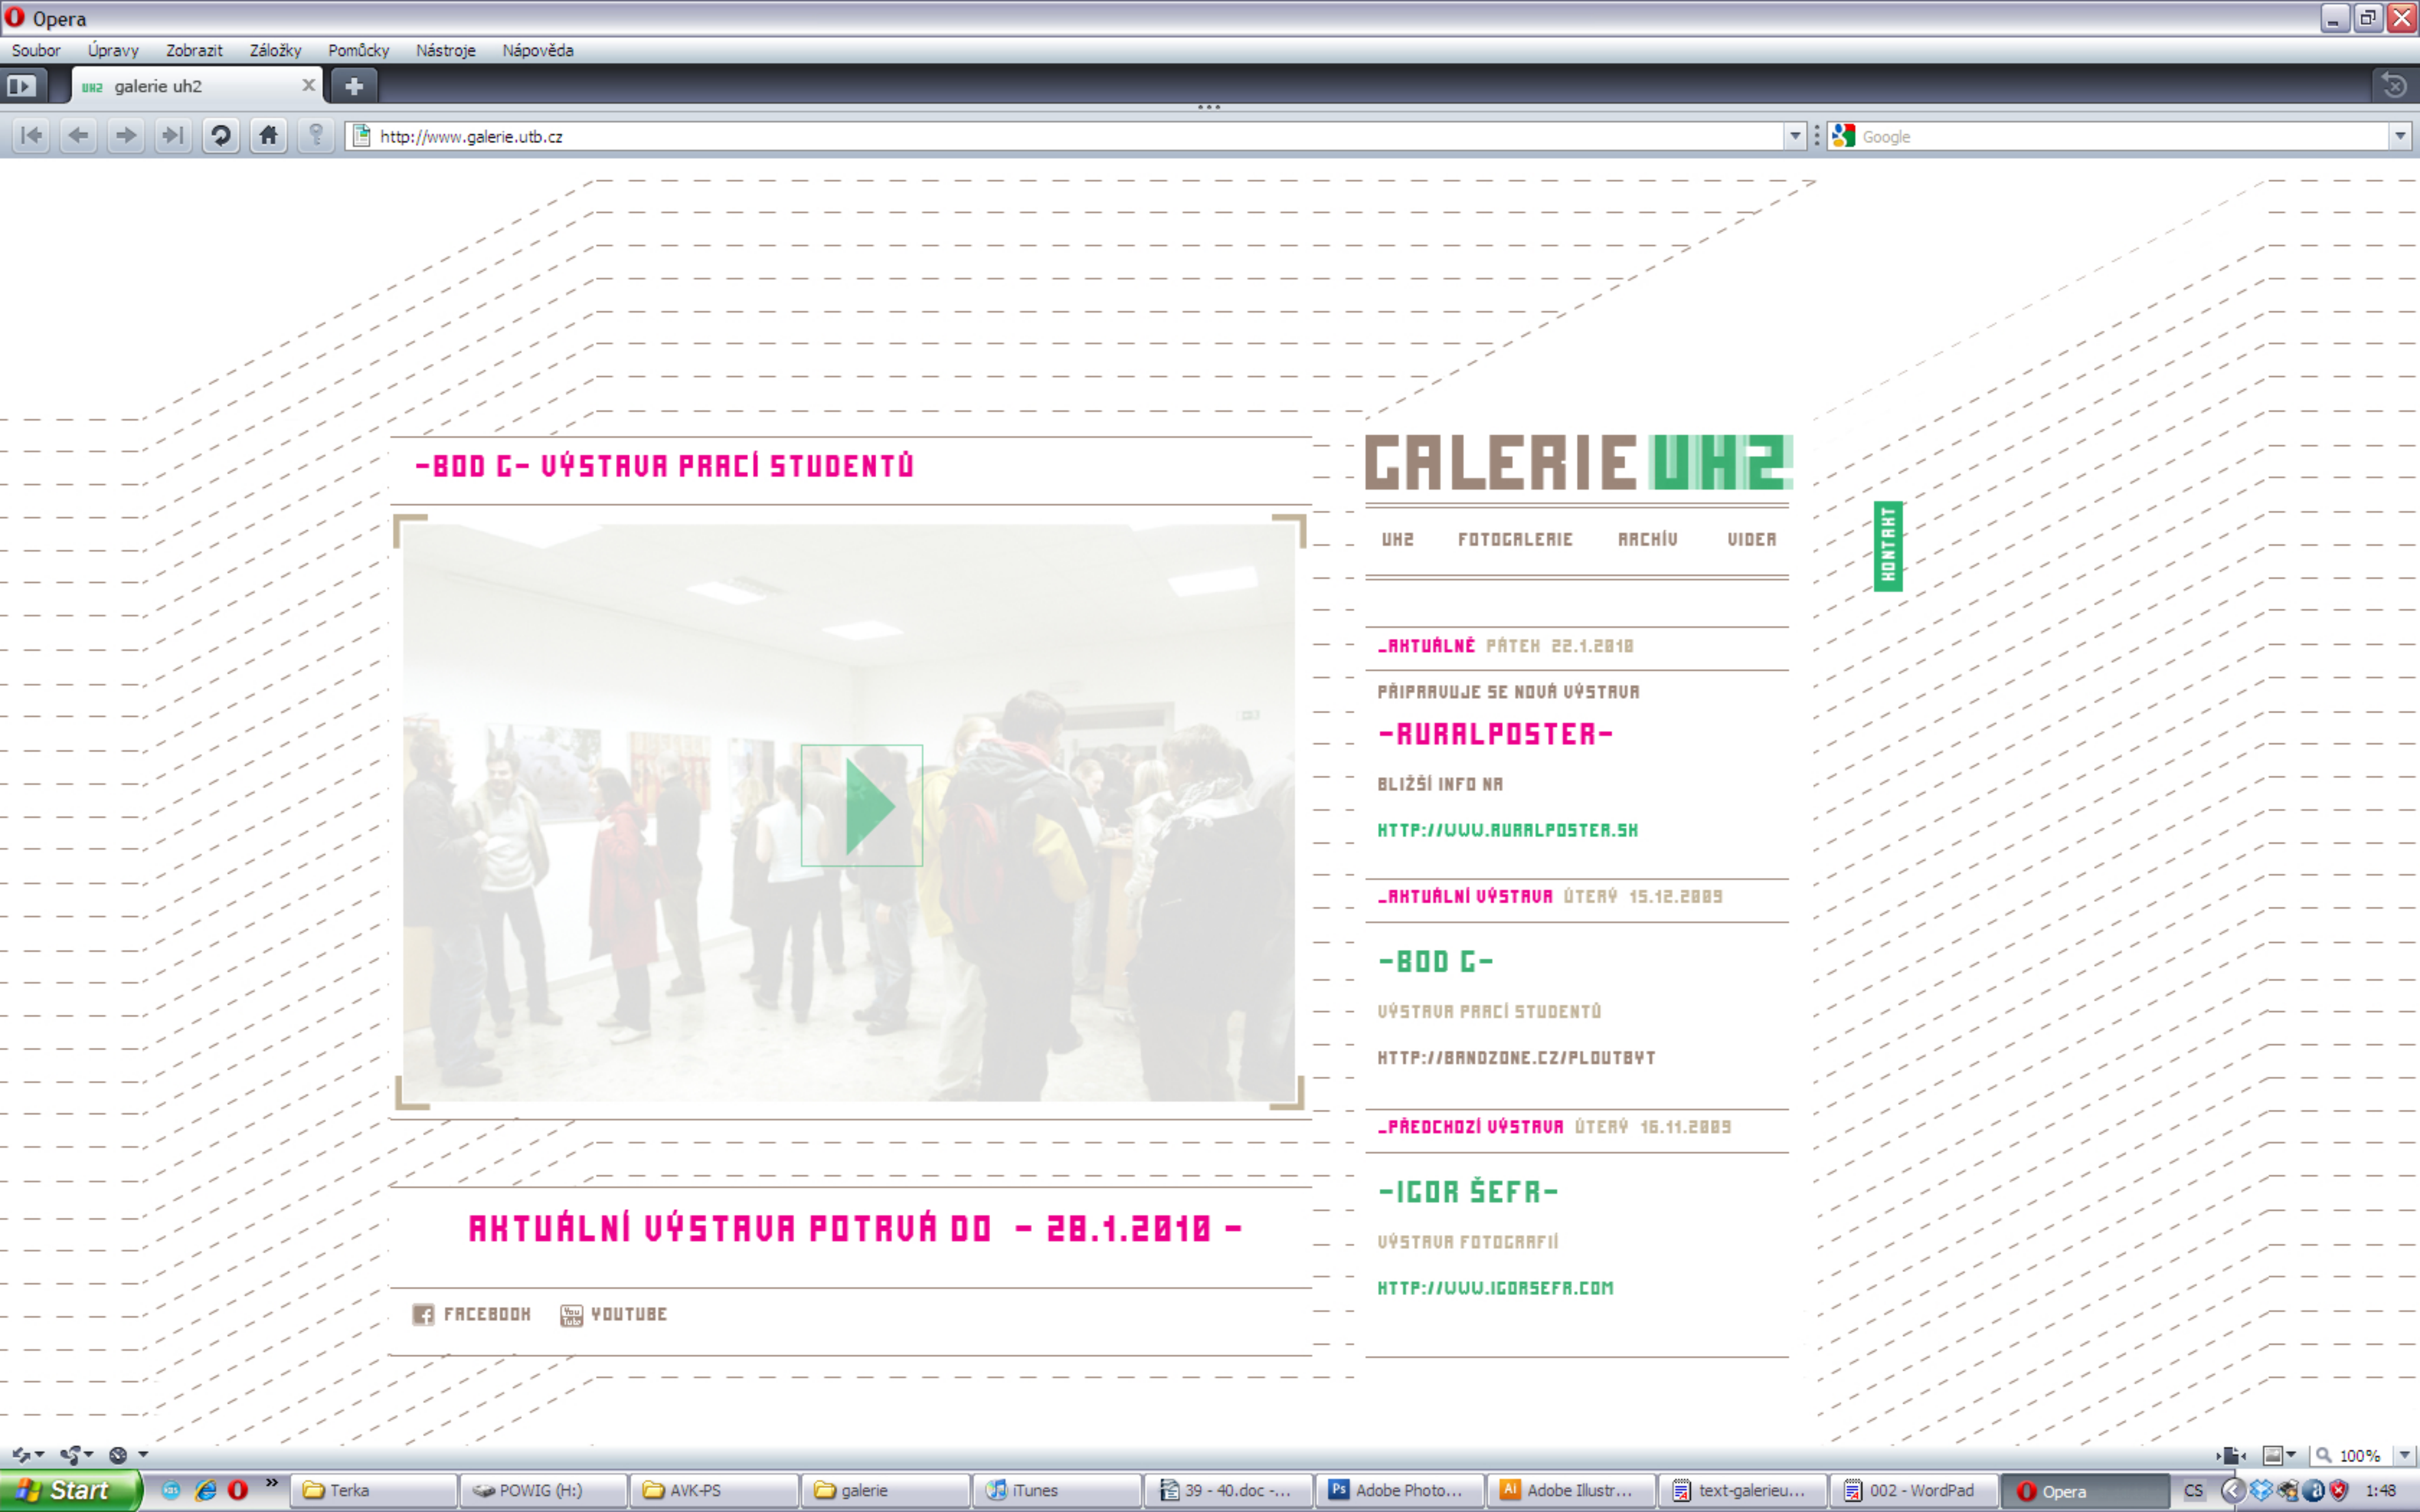 Opera
Soubor Úpravy Zobrazit Záložky Pomůcky Nástroje Nápověda
UH2 galerie uh2
http://www.galerie.utb.cz
Google
-BOD G- VÝSTAVA PRACÍ STUDENTŮ
GALERIE UH2
UH2 FOTOGALERIE ARCHÍV VIDEA
KONTAKT
_AKTUÁLNĚ PÁTEK 22.1.2010
PŘIPRAVUJE SE NOVÁ VÝSTAVA
-RURALPOSTER-
BLIŽŠÍ INFO NA
HTTP://WWW.RURALPOSTER.SK
_AKTUÁLNÍ VÝSTAVA ÚTERÝ 15.12.2009
-BOD G-
VÝSTAVA PRACÍ STUDENTŮ
HTTP://BANDZONE.CZ/PLOUTBYT
_PŘEDCHOZÍ VÝSTAVA ÚTERÝ 16.11.2009
-IGOR ŠEFR-
VÝSTAVA FOTOGRAFIÍ
HTTP://WWW.IGORSEFR.COM
AKTUÁLNÍ VÝSTAVA POTRVÁ DO - 28.1.2010 -
FACEBOOK You Tube YOUTUBE
100%
Start » Terka POWIG (H:) AVK-PS galerie iTunes 39 - 40.doc -... Ps Adobe Photo... Ai Adobe Illustr... text-galerieu... 002 - WordPad Opera CS 1:48